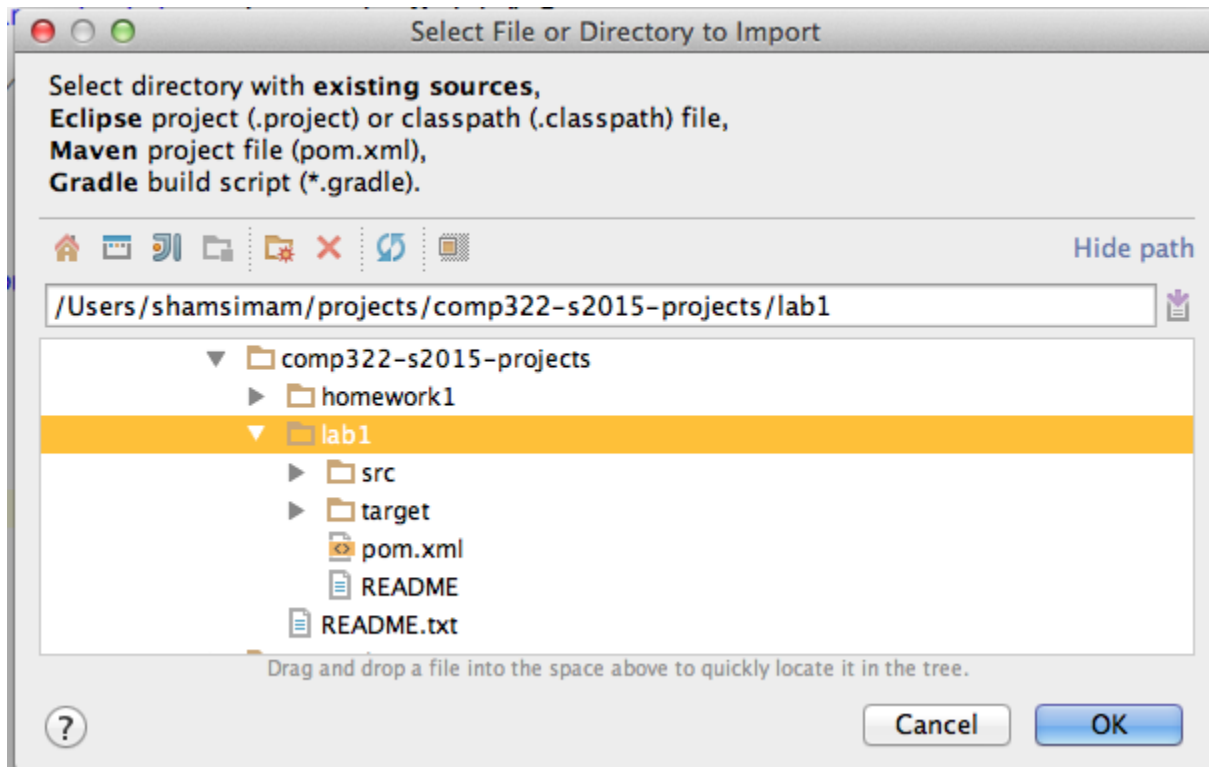 Select File or Directory to Import
Select directory with existing sources,
Eclipse project (.project) or classpath (.classpath) file,
Maven project file (pom.xml),
Gradle build script (*.gradle).
Hide path
/Users/shamsimam/projects/comp322-s2015-projects/lab1
comp322-s2015-projects
homework1
lab1
src
target
pom.xml
README
README.txt
Drag and drop a file into the space above to quickly locate it in the tree.
? Cancel OK